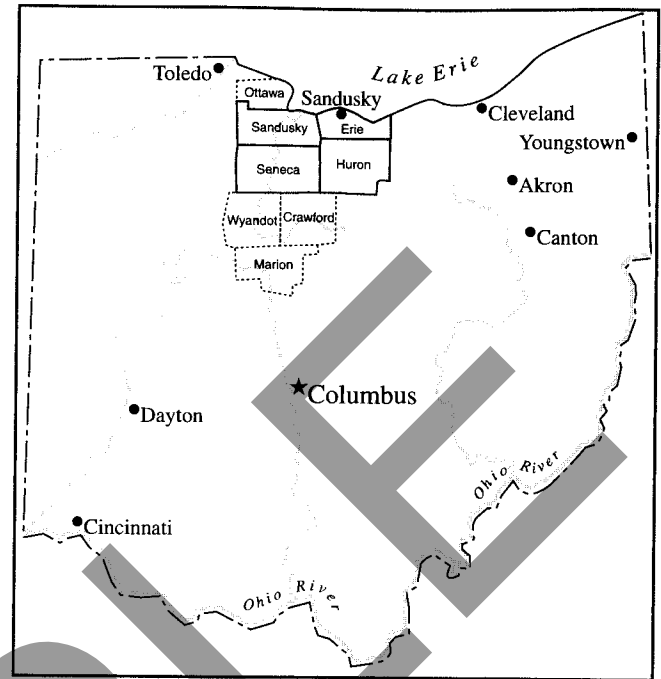 Toledo
Lake Erie
Ottawa
Sandusky
Cleveland
Sandusky
Erie
Youngstown
Seneca
Huron
Akron
Wyandot
Crawford
Canton
Marion
Columbus
Dayton
Ohio River
Cincinnati
Ohio River